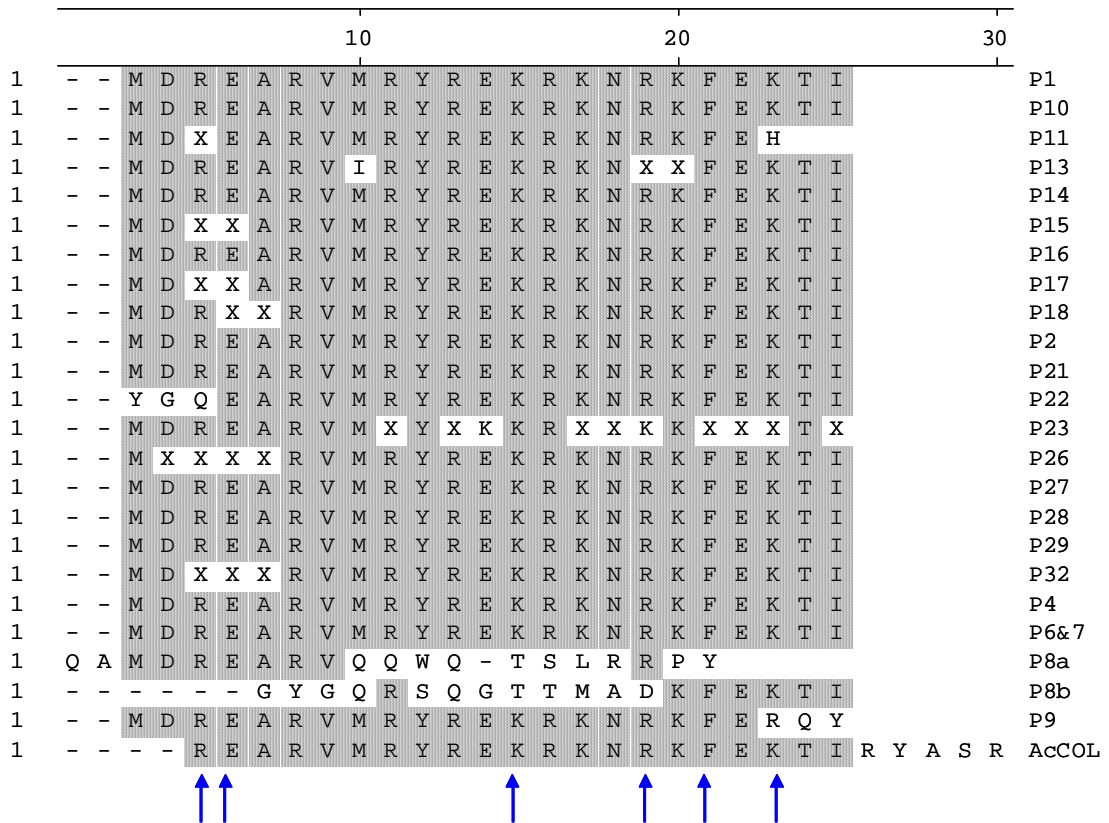 10 20 30
1 - - M D R E A R V M R Y R E K R K N R K F E K T I P1
1 - - M D R E A R V M R Y R E K R K N R K F E K T I P10
1 - - M D X E A R V M R Y R E K R K N R K F E H P11
1 - - M D R E A R V I R Y R E K R K N X X F E K T I P13
1 - - M D R E A R V M R Y R E K R K N R K F E K T I P14
1 - - M D X X A R V M R Y R E K R K N R K F E K T I P15
1 - - M D R E A R V M R Y R E K R K N R K F E K T I P16
1 - - M D X X A R V M R Y R E K R K N R K F E K T I P17
1 - - M D R X X R V M R Y R E K R K N R K F E K T I P18
1 - - M D R E A R V M R Y R E K R K N R K F E K T I P2
1 - - M D R E A R V M R Y R E K R K N R K F E K T I P21
1 - - Y G Q E A R V M R Y R E K R K N R K F E K T I P22
1 - - M D R E A R V M X Y X K K R X X K K X X X T X P23
1 - - M X X X X R V M R Y R E K R K N R K F E K T I P26
1 - - M D R E A R V M R Y R E K R K N R K F E K T I P27
1 - - M D R E A R V M R Y R E K R K N R K F E K T I P28
1 - - M D R E A R V M R Y R E K R K N R K F E K T I P29
1 - - M D X X X R V M R Y R E K R K N R K F E K T I P32
1 - - M D R E A R V M R Y R E K R K N R K F E K T I P4
1 - - M D R E A R V M R Y R E K R K N R K F E K T I P6&7
1 Q A M D R E A R V Q Q W Q - T S L R R P Y P8a
1 - - - - - - G Y G Q R S Q G T T M A D K F E K T I P8b
1 - - M D R E A R V M R Y R E K R K N R K F E R Q Y P9
1 - - - - R E A R V M R Y R E K R K N R K F E K T I R Y A S R AcCOL